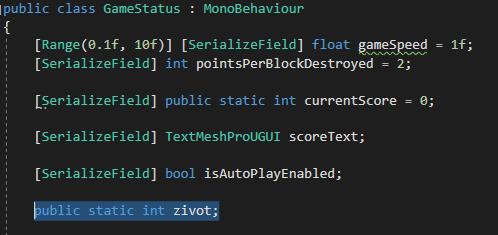 public class GameStatus : MonoBehaviour
{
[Range(0.1f, 10f)] [SerializeField] float gameSpeed = 1f;
[SerializeField] int pointsPerBlockDestroyed = 2;
[SerializeField] public static int currentScore = 0;
[SerializeField] TextMeshProUGUI scoreText;
[SerializeField] bool isAutoPlayEnabled;
public static int zivot;